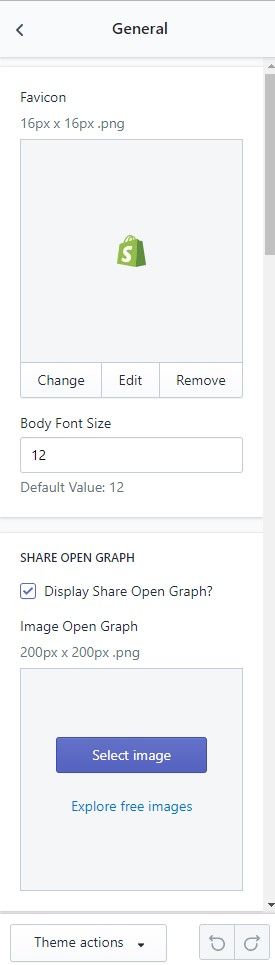 General
Favicon
16px x 16px .png
Change Edit Remove
Body Font Size
12
Default Value: 12
SHARE OPEN GRAPH
Display Share Open Graph?
Image Open Graph
200px x 200px .png
Select image
Explore free images
Theme actions